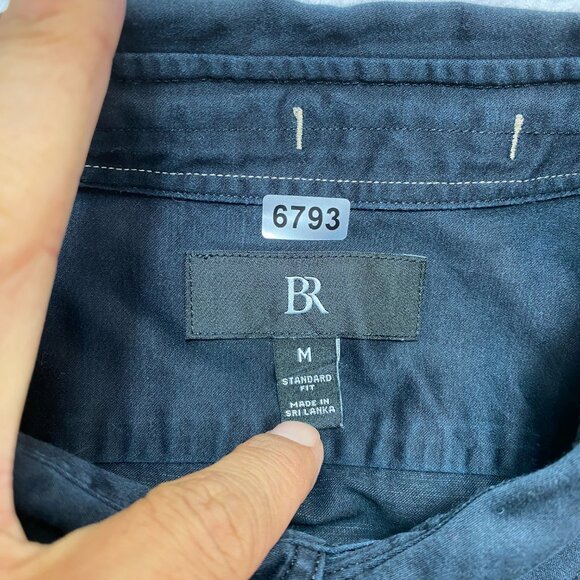 6793
BR
M
STANDARD
FIT
MADE IN
SRI LANKA